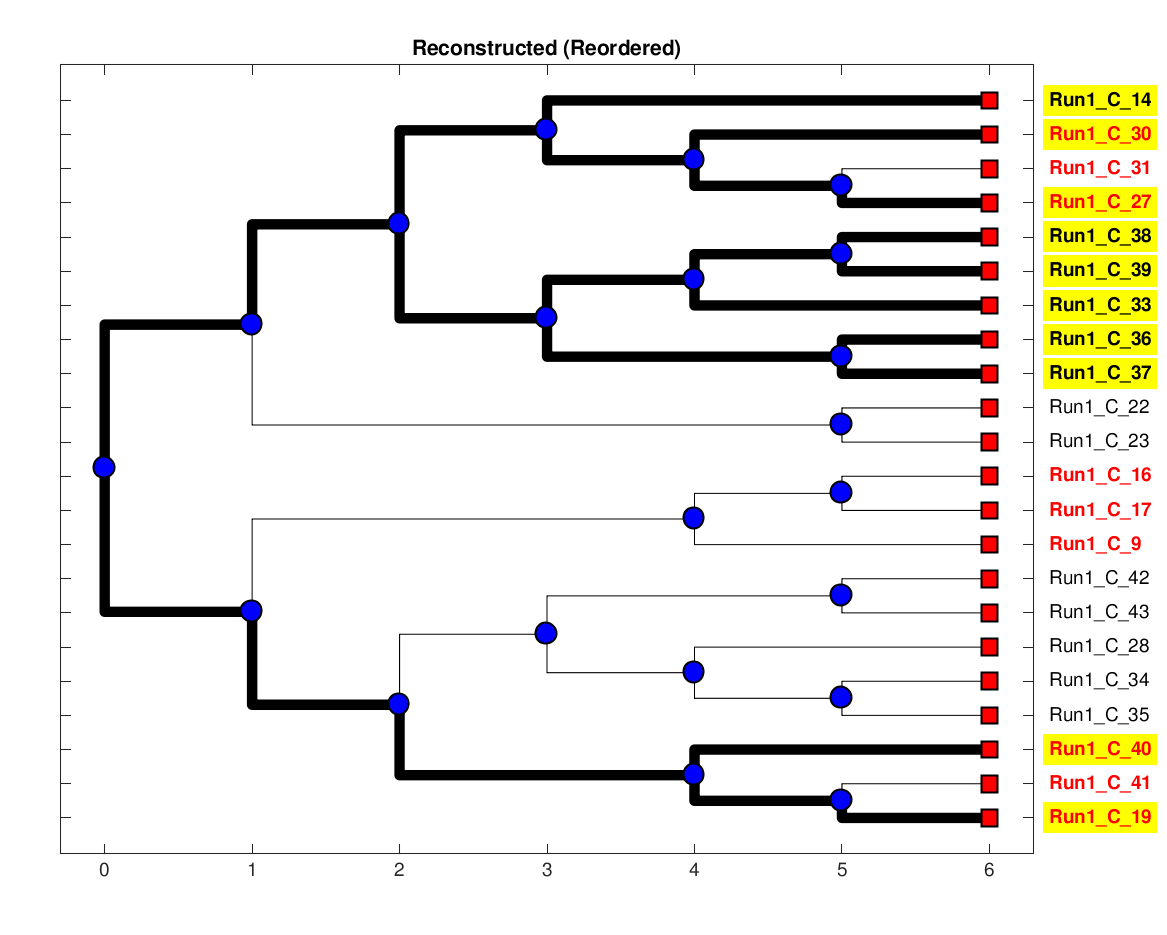 Reconstructed (Reordered)
Run1_C_14
Run1_C_30
Run1_C_31
Run1_C_27
Run1_C_38
Run1_C_39
Run1_C_33
Run1_C_36
Run1_C_37
Run1_C_22
Run1_C_23
Run1_C_16
Run1_C_17
Run1_C_9
Run1_C_42
Run1_C_43
Run1_C_28
Run1_C_34
Run1_C_35
Run1_C_40
Run1_C_41
Run1_C_19
0 1 2 3 4 5 6